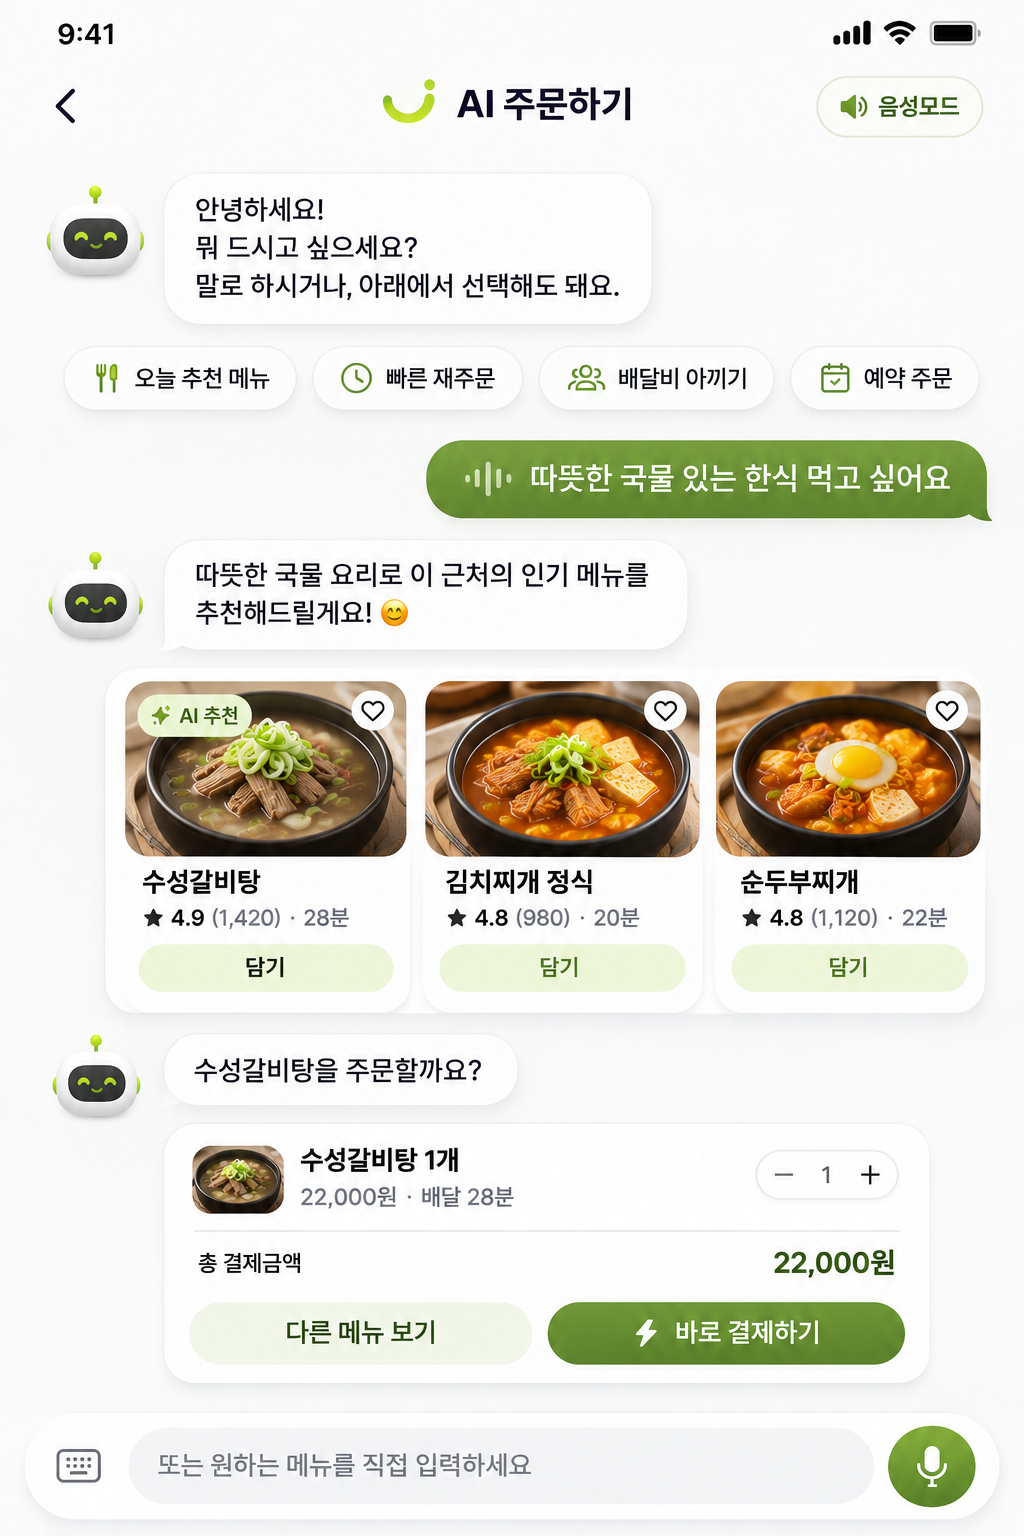 9:41
AI 주문하기
음성모드
안녕하세요!
뭐 드시고 싶으세요?
말로 하시거나, 아래에서 선택해도 돼요.
오늘 추천 메뉴
빠른 재주문
배달비 아끼기
예약 주문
따뜻한 국물 있는 한식 먹고 싶어요
따뜻한 국물 요리로 이 근처의 인기 메뉴를
추천해드릴게요! 😊
AI 추천
수성갈비탕
★ 4.9 (1,420) · 28분
담기
김치찌개 정식
★ 4.8 (980) · 20분
담기
순두부찌개
★ 4.8 (1,120) · 22분
담기
수성갈비탕을 주문할까요?
수성갈비탕 1개
22,000원 · 배달 28분
− 1 +
총 결제금액
22,000원
다른 메뉴 보기
바로 결제하기
또는 원하는 메뉴를 직접 입력하세요